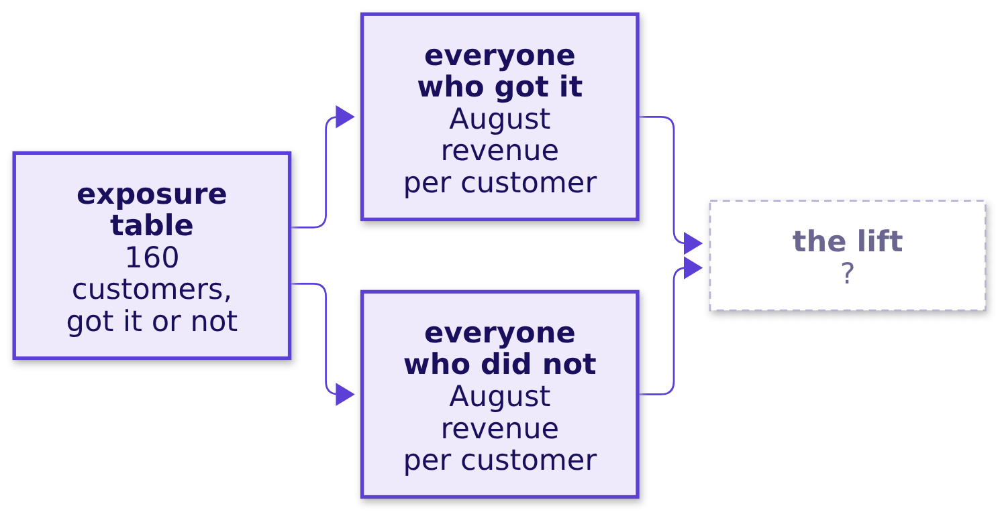 exposure
table
160
customers,
got it or not
everyone
who got it
August
revenue
per customer
everyone
who did not
August
revenue
per customer
the lift
?